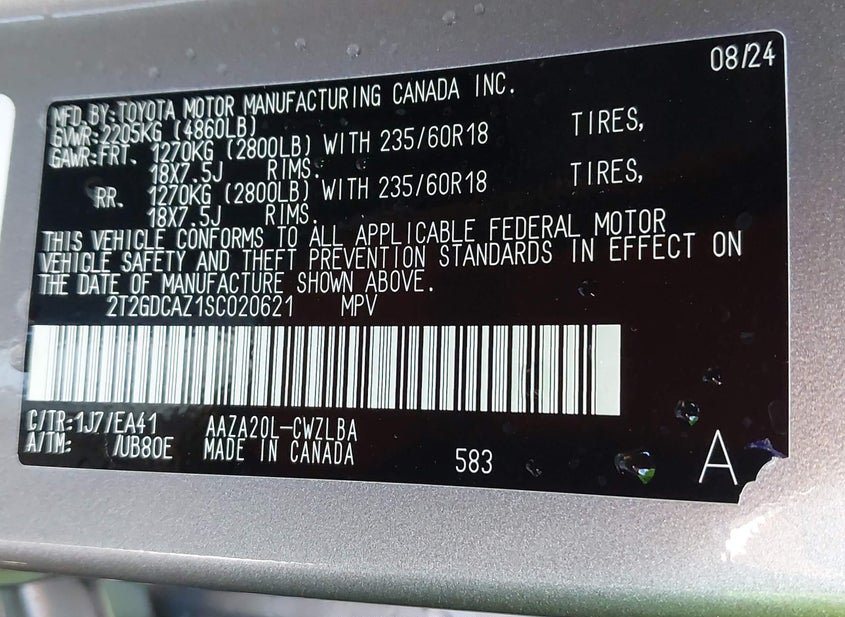 08/24
MFD.BY:TOYOTA MOTOR MANUFACTURING CANADA INC.
GVWR:2205KG (4860LB)
GAWR:FRT. 1270KG (2800LB) WITH 235/60R18 TIRES,
18X7.5J RIMS.
RR. 1270KG (2800LB) WITH 235/60R18 TIRES,
18X7.5J RIMS.
THIS VEHICLE CONFORMS TO ALL APPLICABLE FEDERAL MOTOR
VEHICLE SAFETY AND THEFT PREVENTION STANDARDS IN EFFECT ON
THE DATE OF MANUFACTURE SHOWN ABOVE.
2T2GDCAZ1SC020621 MPV
C/TR:1J7/EA41 AAZA20L-CWZLBA
A/TM: /UB80E MADE IN CANADA
583
A